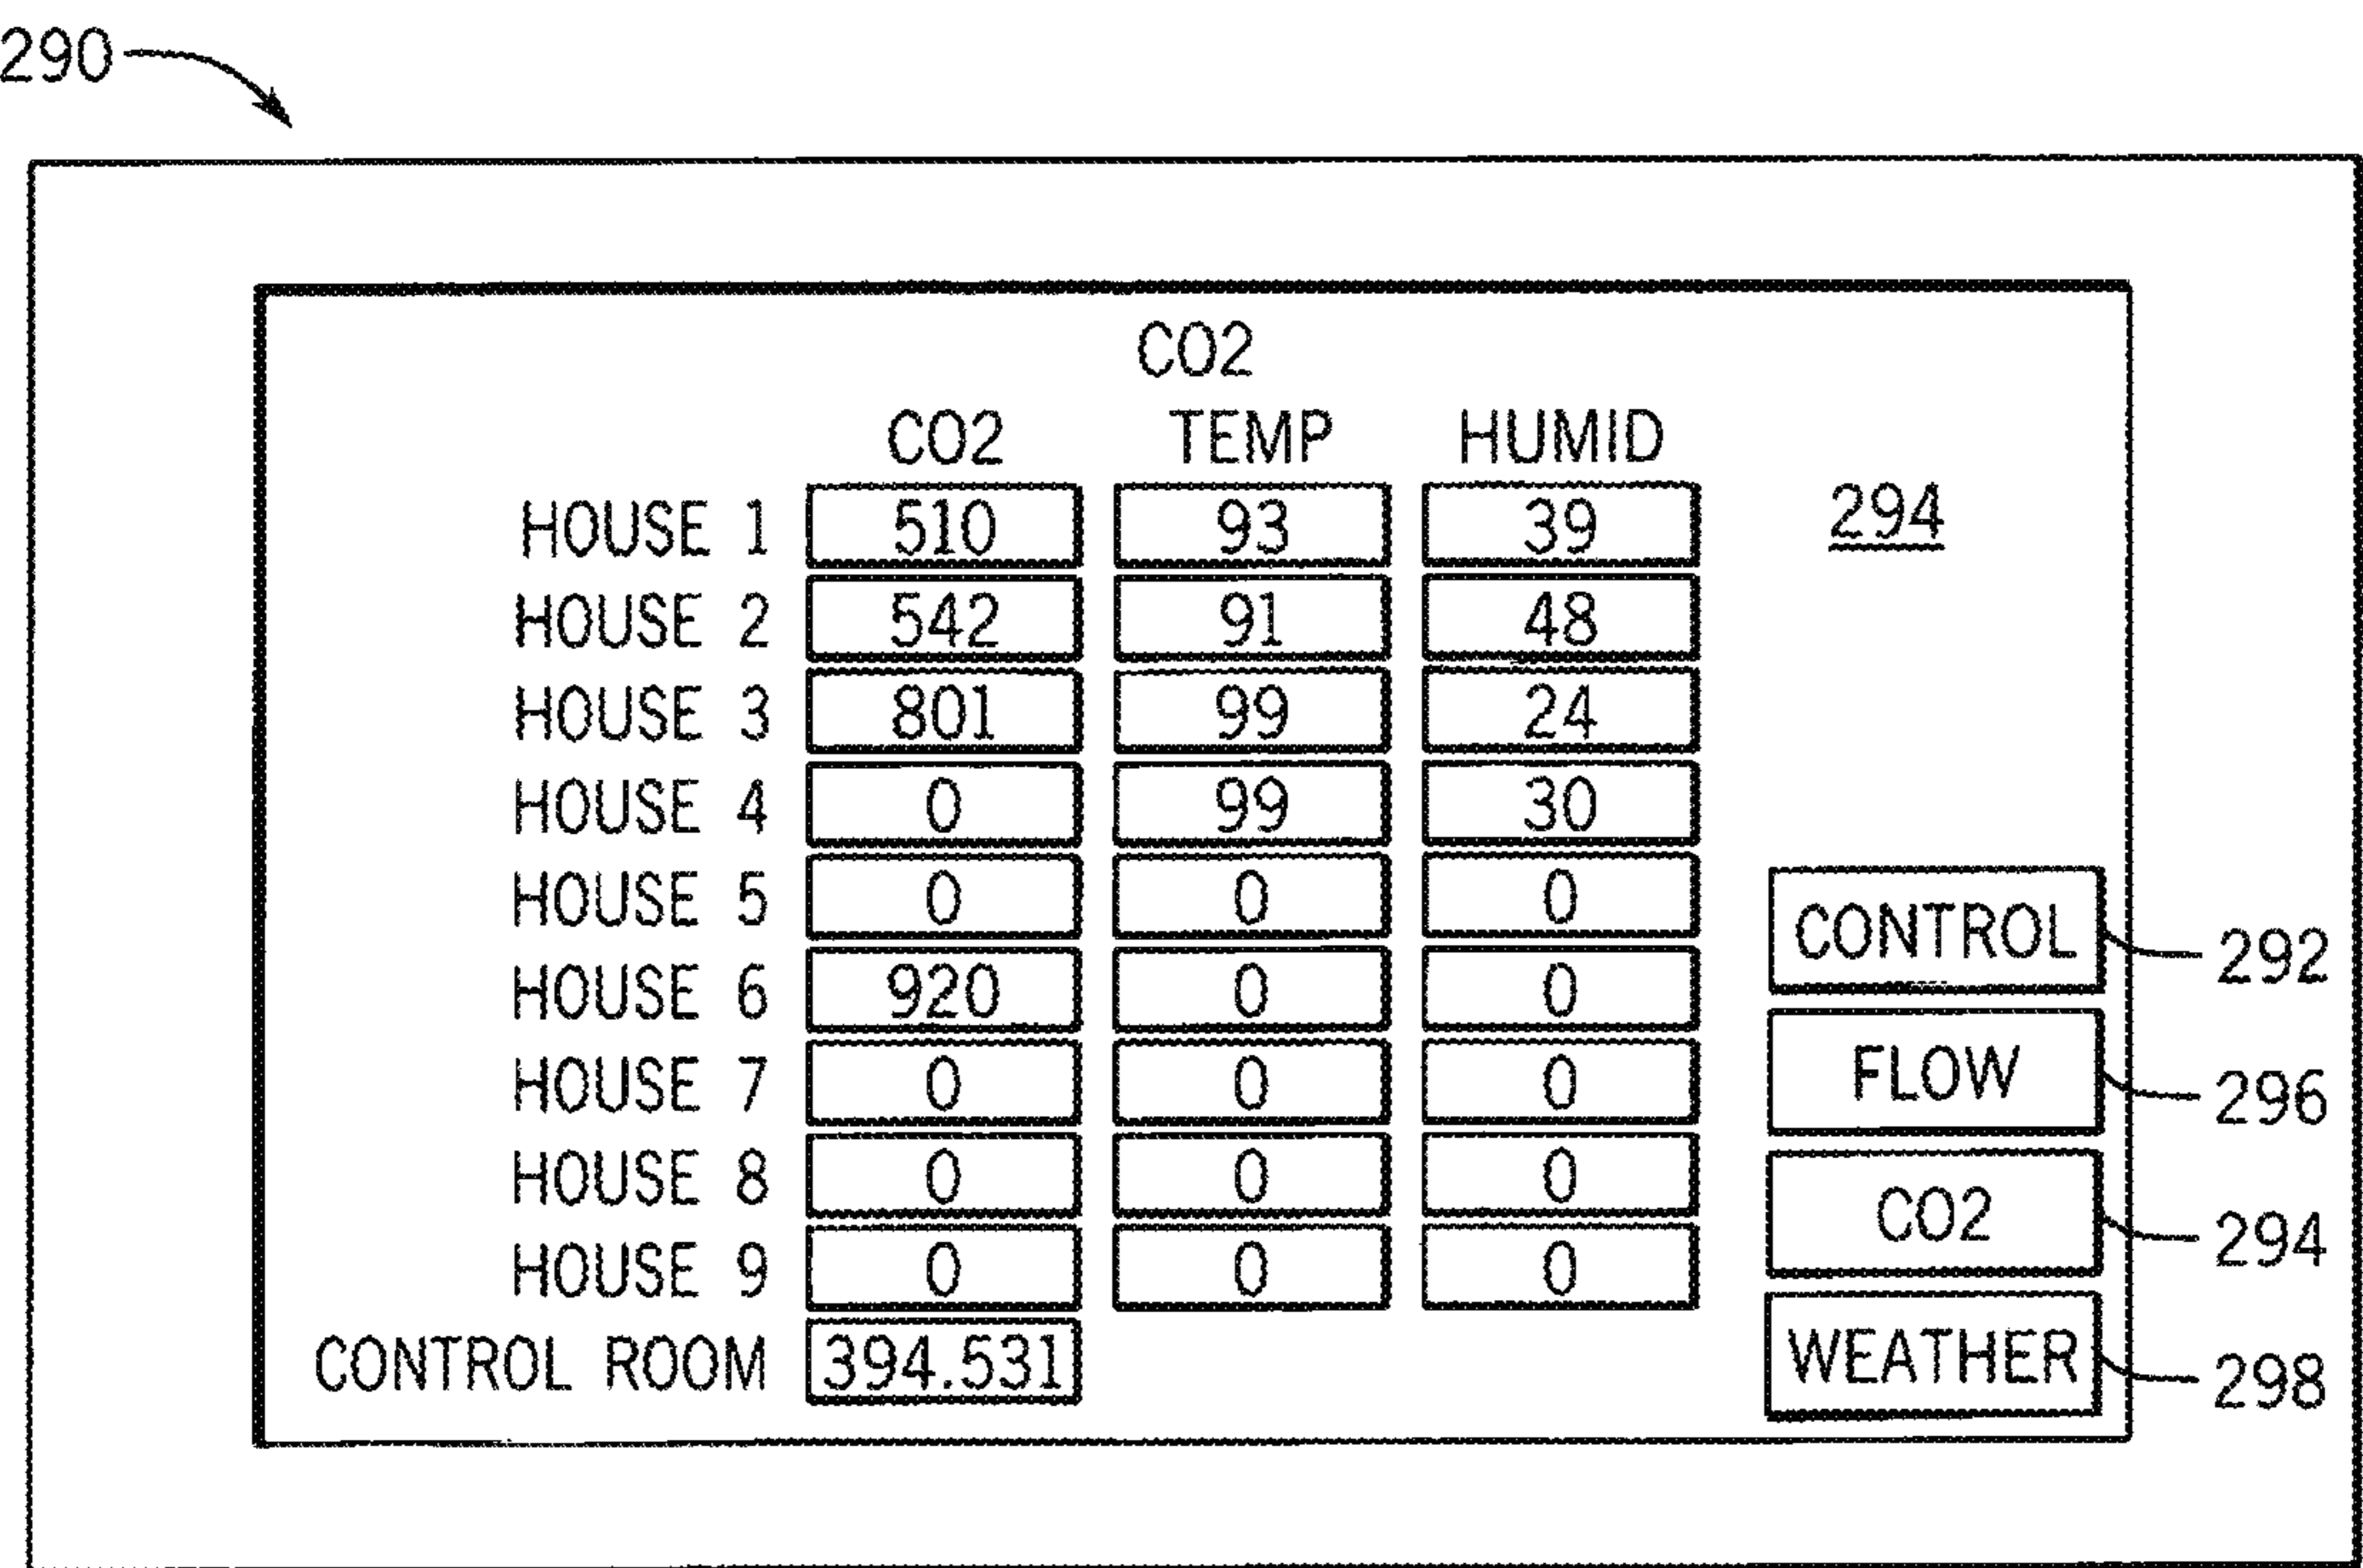 290
CO2
CO2 TEMP HUMID
HOUSE 1 510 93 39 294
HOUSE 2 542 91 48
HOUSE 3 801 99 24
HOUSE 4 0 99 30
HOUSE 5 0 0 0 CONTROL 292
HOUSE 6 920 0 0
HOUSE 7 0 0 0 FLOW 296
HOUSE 8 0 0 0 CO2 294
HOUSE 9 0 0 0
CONTROL ROOM 394.531 WEATHER 298